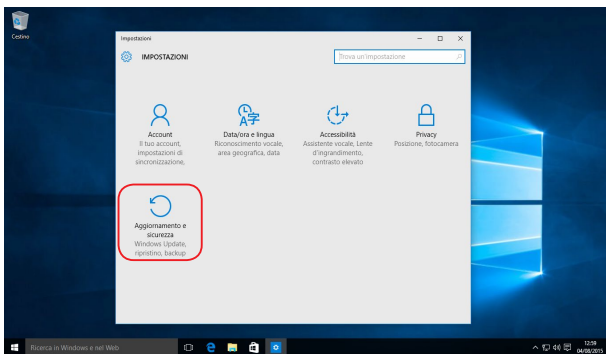 Cestino
Impostazioni
IMPOSTAZIONI
Trova un'impostazione
Account
Il tuo account,
impostazioni di
sincronizzazione,
Data/ora e lingua
Riconoscimento vocale,
area geografica, data
Accessibilità
Assistente vocale, Lente
d'ingrandimento,
contrasto elevato
Privacy
Posizione, fotocamera
Aggiornamento e
sicurezza
Windows Update,
ripristino, backup
Ricerca in Windows e nel Web
12:59
04/08/2015